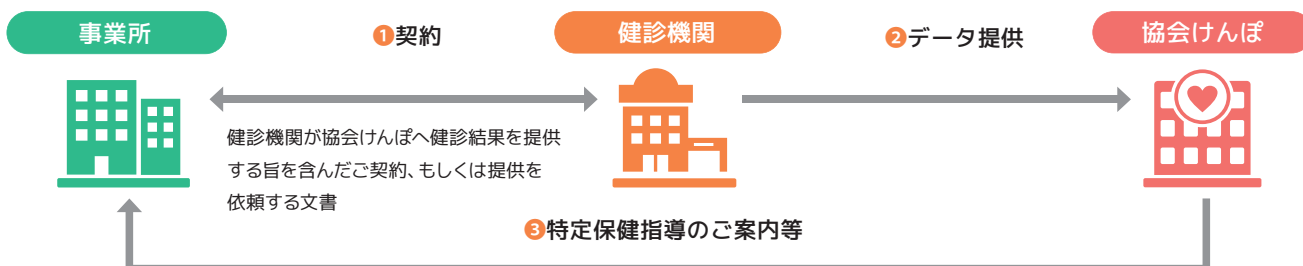 事業所
❶契約
健診機関
❷データ提供
協会けんぽ
健診機関が協会けんぽへ健診結果を提供
する旨を含んだご契約、もしくは提供を
依頼する文書
❸特定保健指導のご案内等